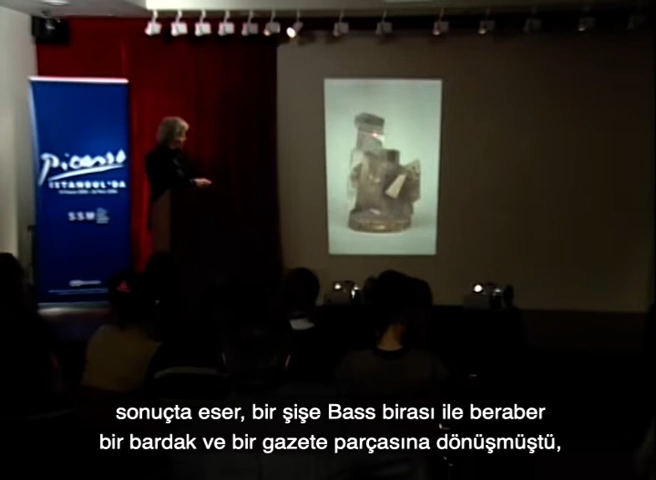 Picasso
İSTANBUL'DA
SSM
sonuçta eser, bir şişe Bass birası ile beraber
bir bardak ve bir gazete parçasına dönüşmüştü,